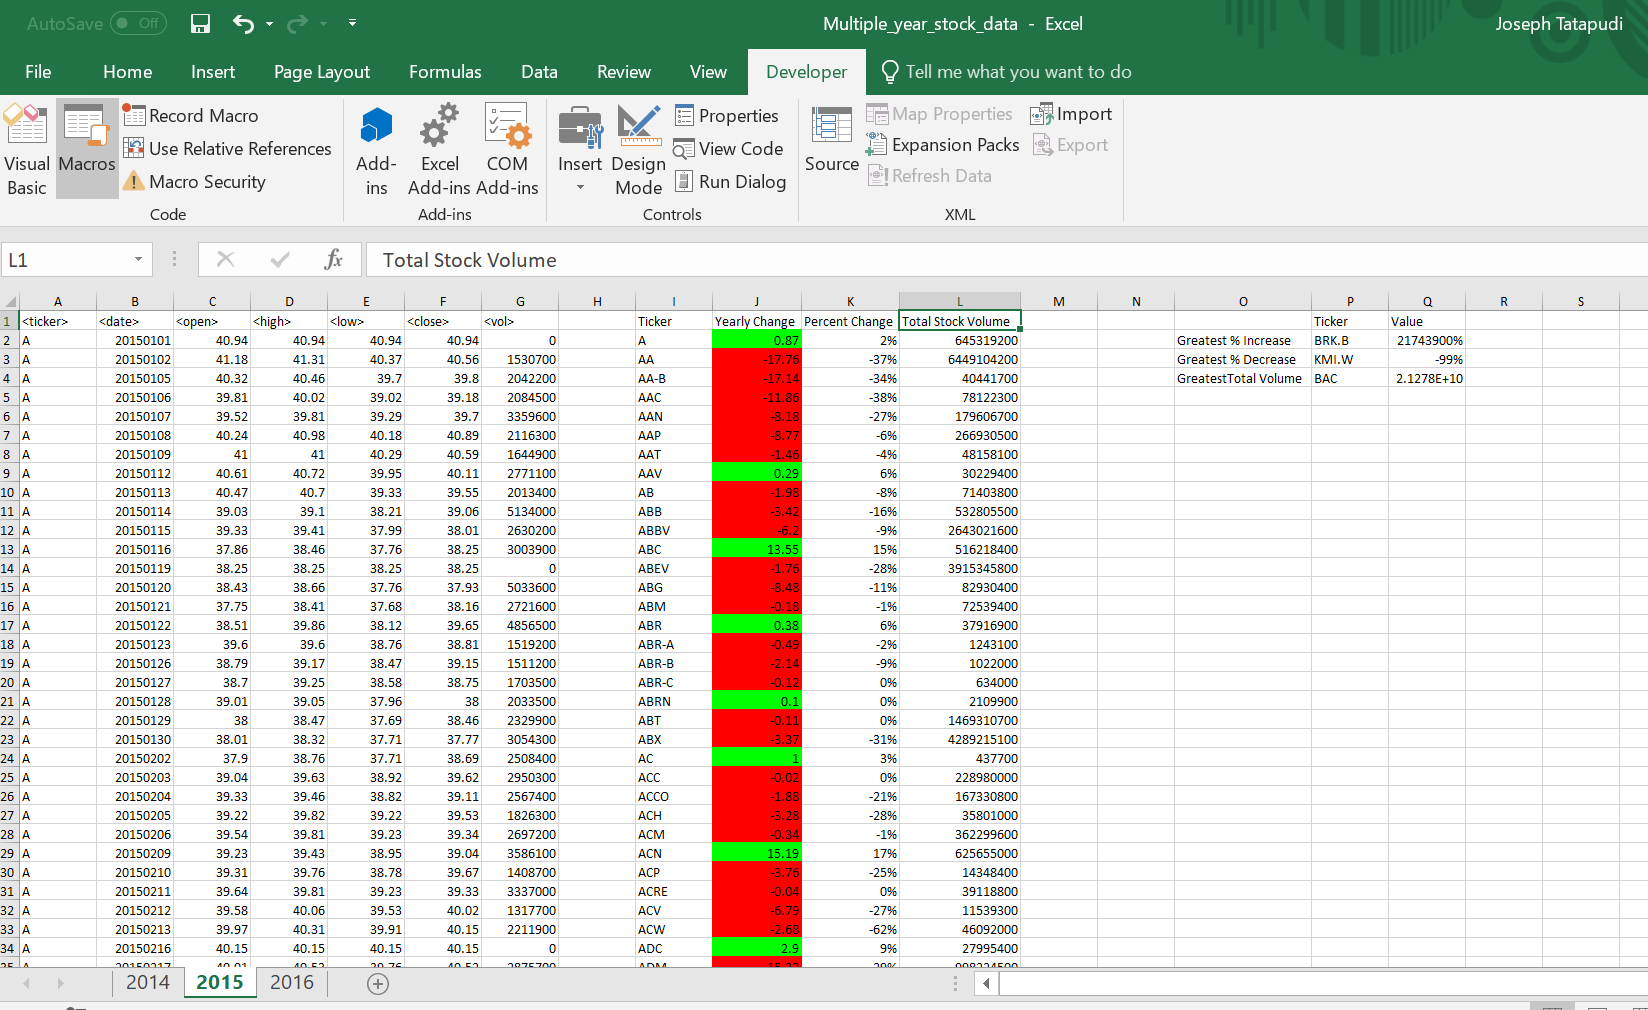 AutoSave Off Multiple_year_stock_data - Excel Joseph Tatapudi
File Home Insert Page Layout Formulas Data Review View Developer Tell me what you want to do
Visual Basic
Macros
Record Macro
Use Relative References
Macro Security
Code
Add-ins
Excel Add-ins
COM Add-ins
Add-ins
Insert
Design Mode
Properties
View Code
Run Dialog
Controls
Source
Map Properties
Expansion Packs
Refresh Data
Import
Export
XML
L1 fx Total Stock Volume
A B C D E F G H I J K L M N O P Q R S
1 <ticker> <date> <open> <high> <low> <close> <vol> Ticker Yearly Change Percent Change Total Stock Volume Ticker Value
2 A 20150101 40.94 40.94 40.94 40.94 0 A 0.87 2% 645319200 Greatest % Increase BRK.B 21743900%
3 A 20150102 41.18 41.31 40.37 40.56 1530700 AA -17.76 -37% 6449104200 Greatest % Decrease KMI.W -99%
4 A 20150105 40.32 40.46 39.7 39.8 2042200 AA-B -17.14 -34% 40441700 GreatestTotal Volume BAC 2.1278E+10
5 A 20150106 39.81 40.02 39.02 39.18 2084500 AAC -11.86 -38% 78122300
6 A 20150107 39.52 39.81 39.29 39.7 3359600 AAN -8.18 -27% 179606700
7 A 20150108 40.24 40.98 40.18 40.89 2116300 AAP -8.77 -6% 266930500
8 A 20150109 41 41 40.29 40.59 1644900 AAT -1.46 -4% 48158100
9 A 20150112 40.61 40.72 39.95 40.11 2771100 AAV 0.29 6% 30229400
10 A 20150113 40.47 40.7 39.33 39.55 2013400 AB -1.98 -8% 71403800
11 A 20150114 39.03 39.1 38.21 39.06 5134000 ABB -3.42 -16% 532805500
12 A 20150115 39.33 39.41 37.99 38.01 2630200 ABBV -6.2 -9% 2643021600
13 A 20150116 37.86 38.46 37.76 38.25 3003900 ABC 13.55 15% 516218400
14 A 20150119 38.25 38.25 38.25 38.25 0 ABEV -1.76 -28% 3915345800
15 A 20150120 38.43 38.66 37.76 37.93 5033600 ABG -8.48 -11% 82930400
16 A 20150121 37.75 38.41 37.68 38.16 2721600 ABM -0.18 -1% 72539400
17 A 20150122 38.51 39.86 38.12 39.65 4856500 ABR 0.38 6% 37916900
18 A 20150123 39.6 39.6 38.76 38.81 1519200 ABR-A -0.49 -2% 1243100
19 A 20150126 38.79 39.17 38.47 39.15 1511200 ABR-B -2.14 -9% 1022000
20 A 20150127 38.7 39.25 38.58 38.75 1703500 ABR-C -0.12 0% 634000
21 A 20150128 39.01 39.05 37.96 38 2033500 ABRN 0.1 0% 2109900
22 A 20150129 38 38.47 37.69 38.46 2329900 ABT -0.11 0% 1469310700
23 A 20150130 38.01 38.32 37.71 37.77 3054300 ABX -3.37 -31% 4289215100
24 A 20150202 37.9 38.76 37.71 38.69 2508400 AC 1 3% 437700
25 A 20150203 39.04 39.63 38.92 39.62 2950300 ACC -0.02 0% 228980000
26 A 20150204 39.33 39.46 38.82 39.11 2567400 ACCO -1.88 -21% 167330800
27 A 20150205 39.22 39.82 39.22 39.53 1826300 ACH -3.28 -28% 35801000
28 A 20150206 39.54 39.81 39.23 39.34 2697200 ACM -0.34 -1% 362299600
29 A 20150209 39.23 39.43 38.95 39.04 3586100 ACN 15.19 17% 625655000
30 A 20150210 39.31 39.76 38.78 39.67 1408700 ACP -3.76 -25% 14348400
31 A 20150211 39.64 39.81 39.23 39.33 3337000 ACRE -0.04 0% 39118800
32 A 20150212 39.58 40.06 39.53 40.02 1317700 ACV -6.79 -27% 11539300
33 A 20150213 39.97 40.31 39.91 40.15 2211900 ACW -2.68 -62% 46092000
34 A 20150216 40.15 40.15 40.15 40.15 0 ADC 2.9 9% 27995400
2014 2015 2016